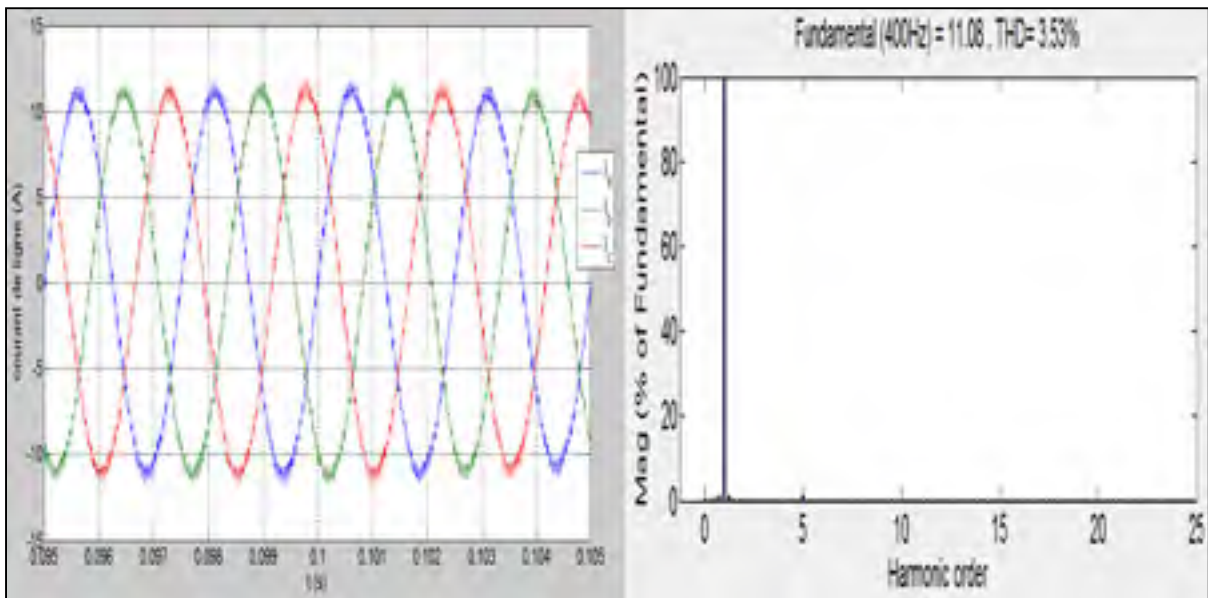 15
10
5
0
-5
-10
-15
courant de ligne (A)
0.095 0.096 0.097 0.098 0.099 0.1 0.101 0.102 0.103 0.104 0.105
t (s)
Fundamental (400Hz) = 11.08 , THD= 3.53%
100
80
60
40
20
0
Mag (% of Fundamental)
0 5 10 15 20 25
Harmonic order